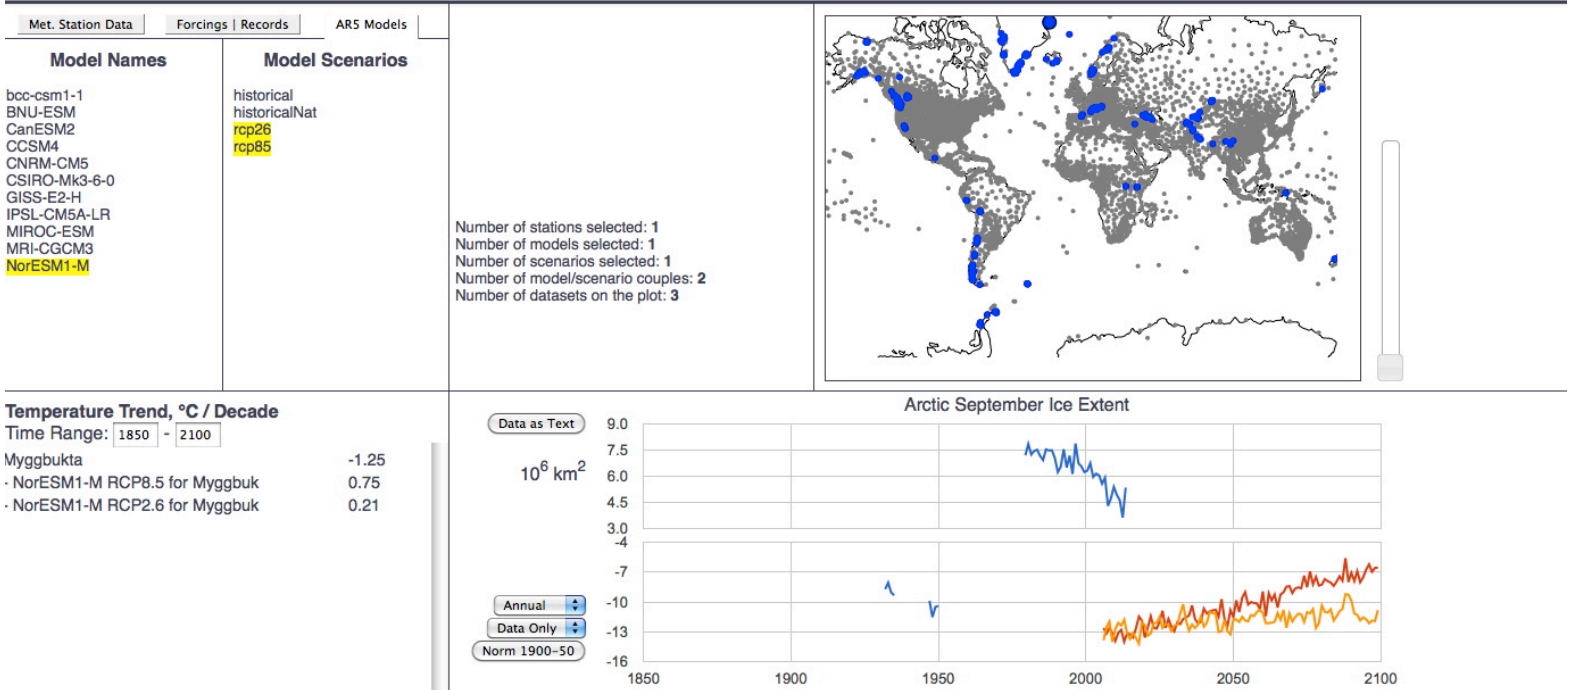 Met. Station Data
Forcings | Records
AR5 Models
Model Names
bcc-csm1-1
BNU-ESM
CanESM2
CCSM4
CNRM-CM5
CSIRO-Mk3-6-0
GISS-E2-H
IPSL-CM5A-LR
MIROC-ESM
MRI-CGCM3
NorESM1-M
Model Scenarios
historical
historicalNat
rcp26
rcp85
Number of stations selected: 1
Number of models selected: 1
Number of scenarios selected: 1
Number of model/scenario couples: 2
Number of datasets on the plot: 3
Temperature Trend, °C / Decade
Time Range: 1850 - 2100
Myggbukta -1.25
- NorESM1-M RCP8.5 for Myggbuk 0.75
- NorESM1-M RCP2.6 for Myggbuk 0.21
Arctic September Ice Extent
Data as Text
10⁶ km²
9.0
7.5
6.0
4.5
3.0
-4
-7
-10
-13
-16
Annual
Data Only
Norm 1900-50
1850 1900 1950 2000 2050 2100